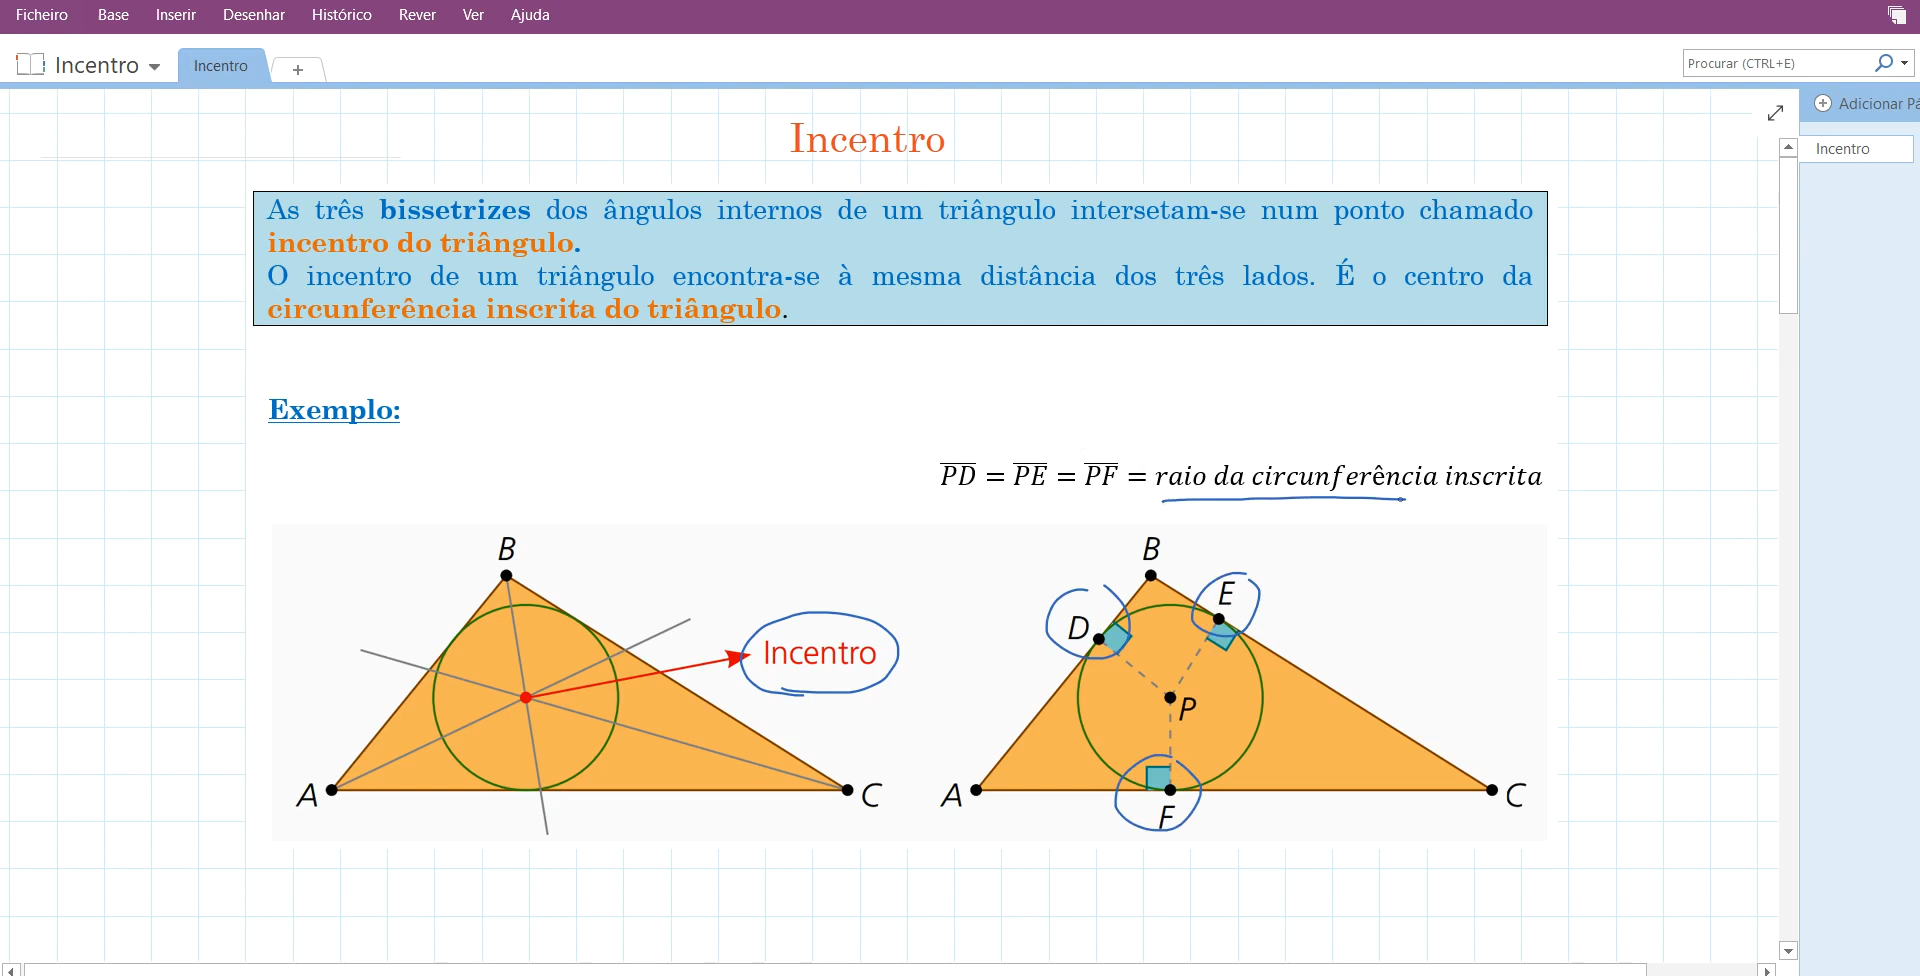 Ficheiro Base Inserir Desenhar Histórico Rever Ver Ajuda
Incentro Incentro + Procurar (CTRL+E)
Adicionar Pá
Incentro
Incentro
As três bissetrizes dos ângulos internos de um triângulo intersetam-se num ponto chamado
incentro do triângulo.
O incentro de um triângulo encontra-se à mesma distância dos três lados. É o centro da
circunferência inscrita do triângulo.
Exemplo:
PD = PE = PF = raio da circunferência inscrita
B
Incentro
A
C
B
E
D
P
A
C
F